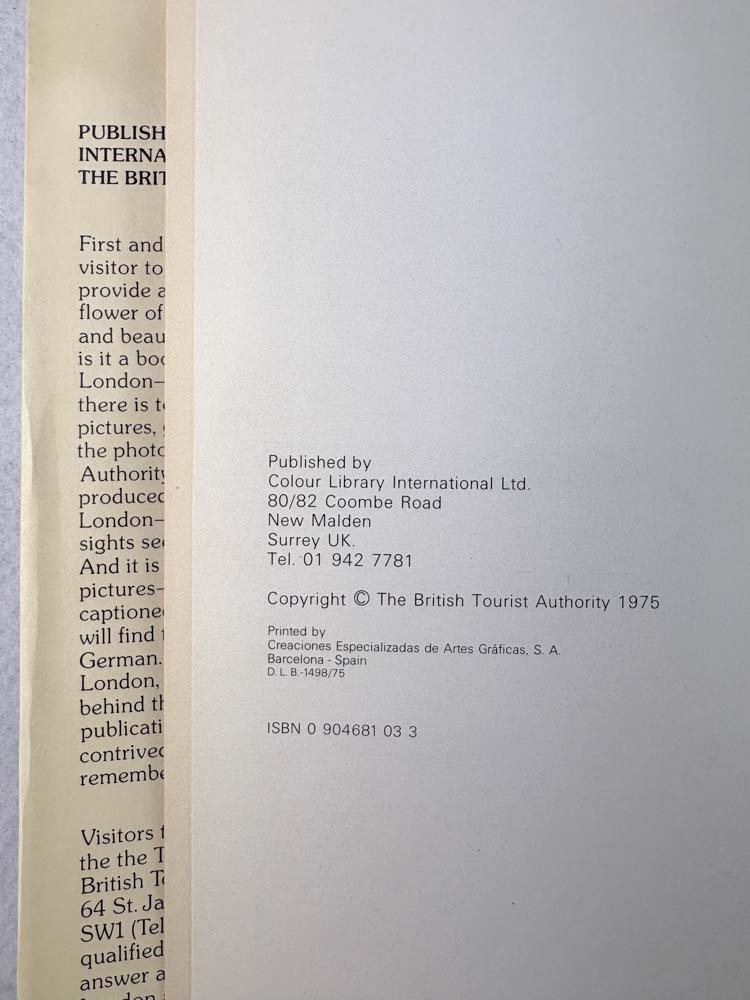 PUBLISH
INTERNA
THE BRIT
First and
visitor to
provide a
flower of
and beau
is it a boo
London—
there is t
pictures,
the photo
Authority
produced
London—
sights se
And it is
pictures—
captione
will find
German.
London,
behind th
publicati
contrived
remembe
Visitors t
the the T
British To
64 St. Ja
SW1 (Tel
qualified
answer a
London
Published by
Colour Library International Ltd.
80/82 Coombe Road
New Malden
Surrey UK.
Tel. 01 942 7781
Copyright © The British Tourist Authority 1975
Printed by
Creaciones Especializadas de Artes Gráficas, S. A.
Barcelona - Spain
D. L. B.-1498/75
ISBN 0 904681 03 3